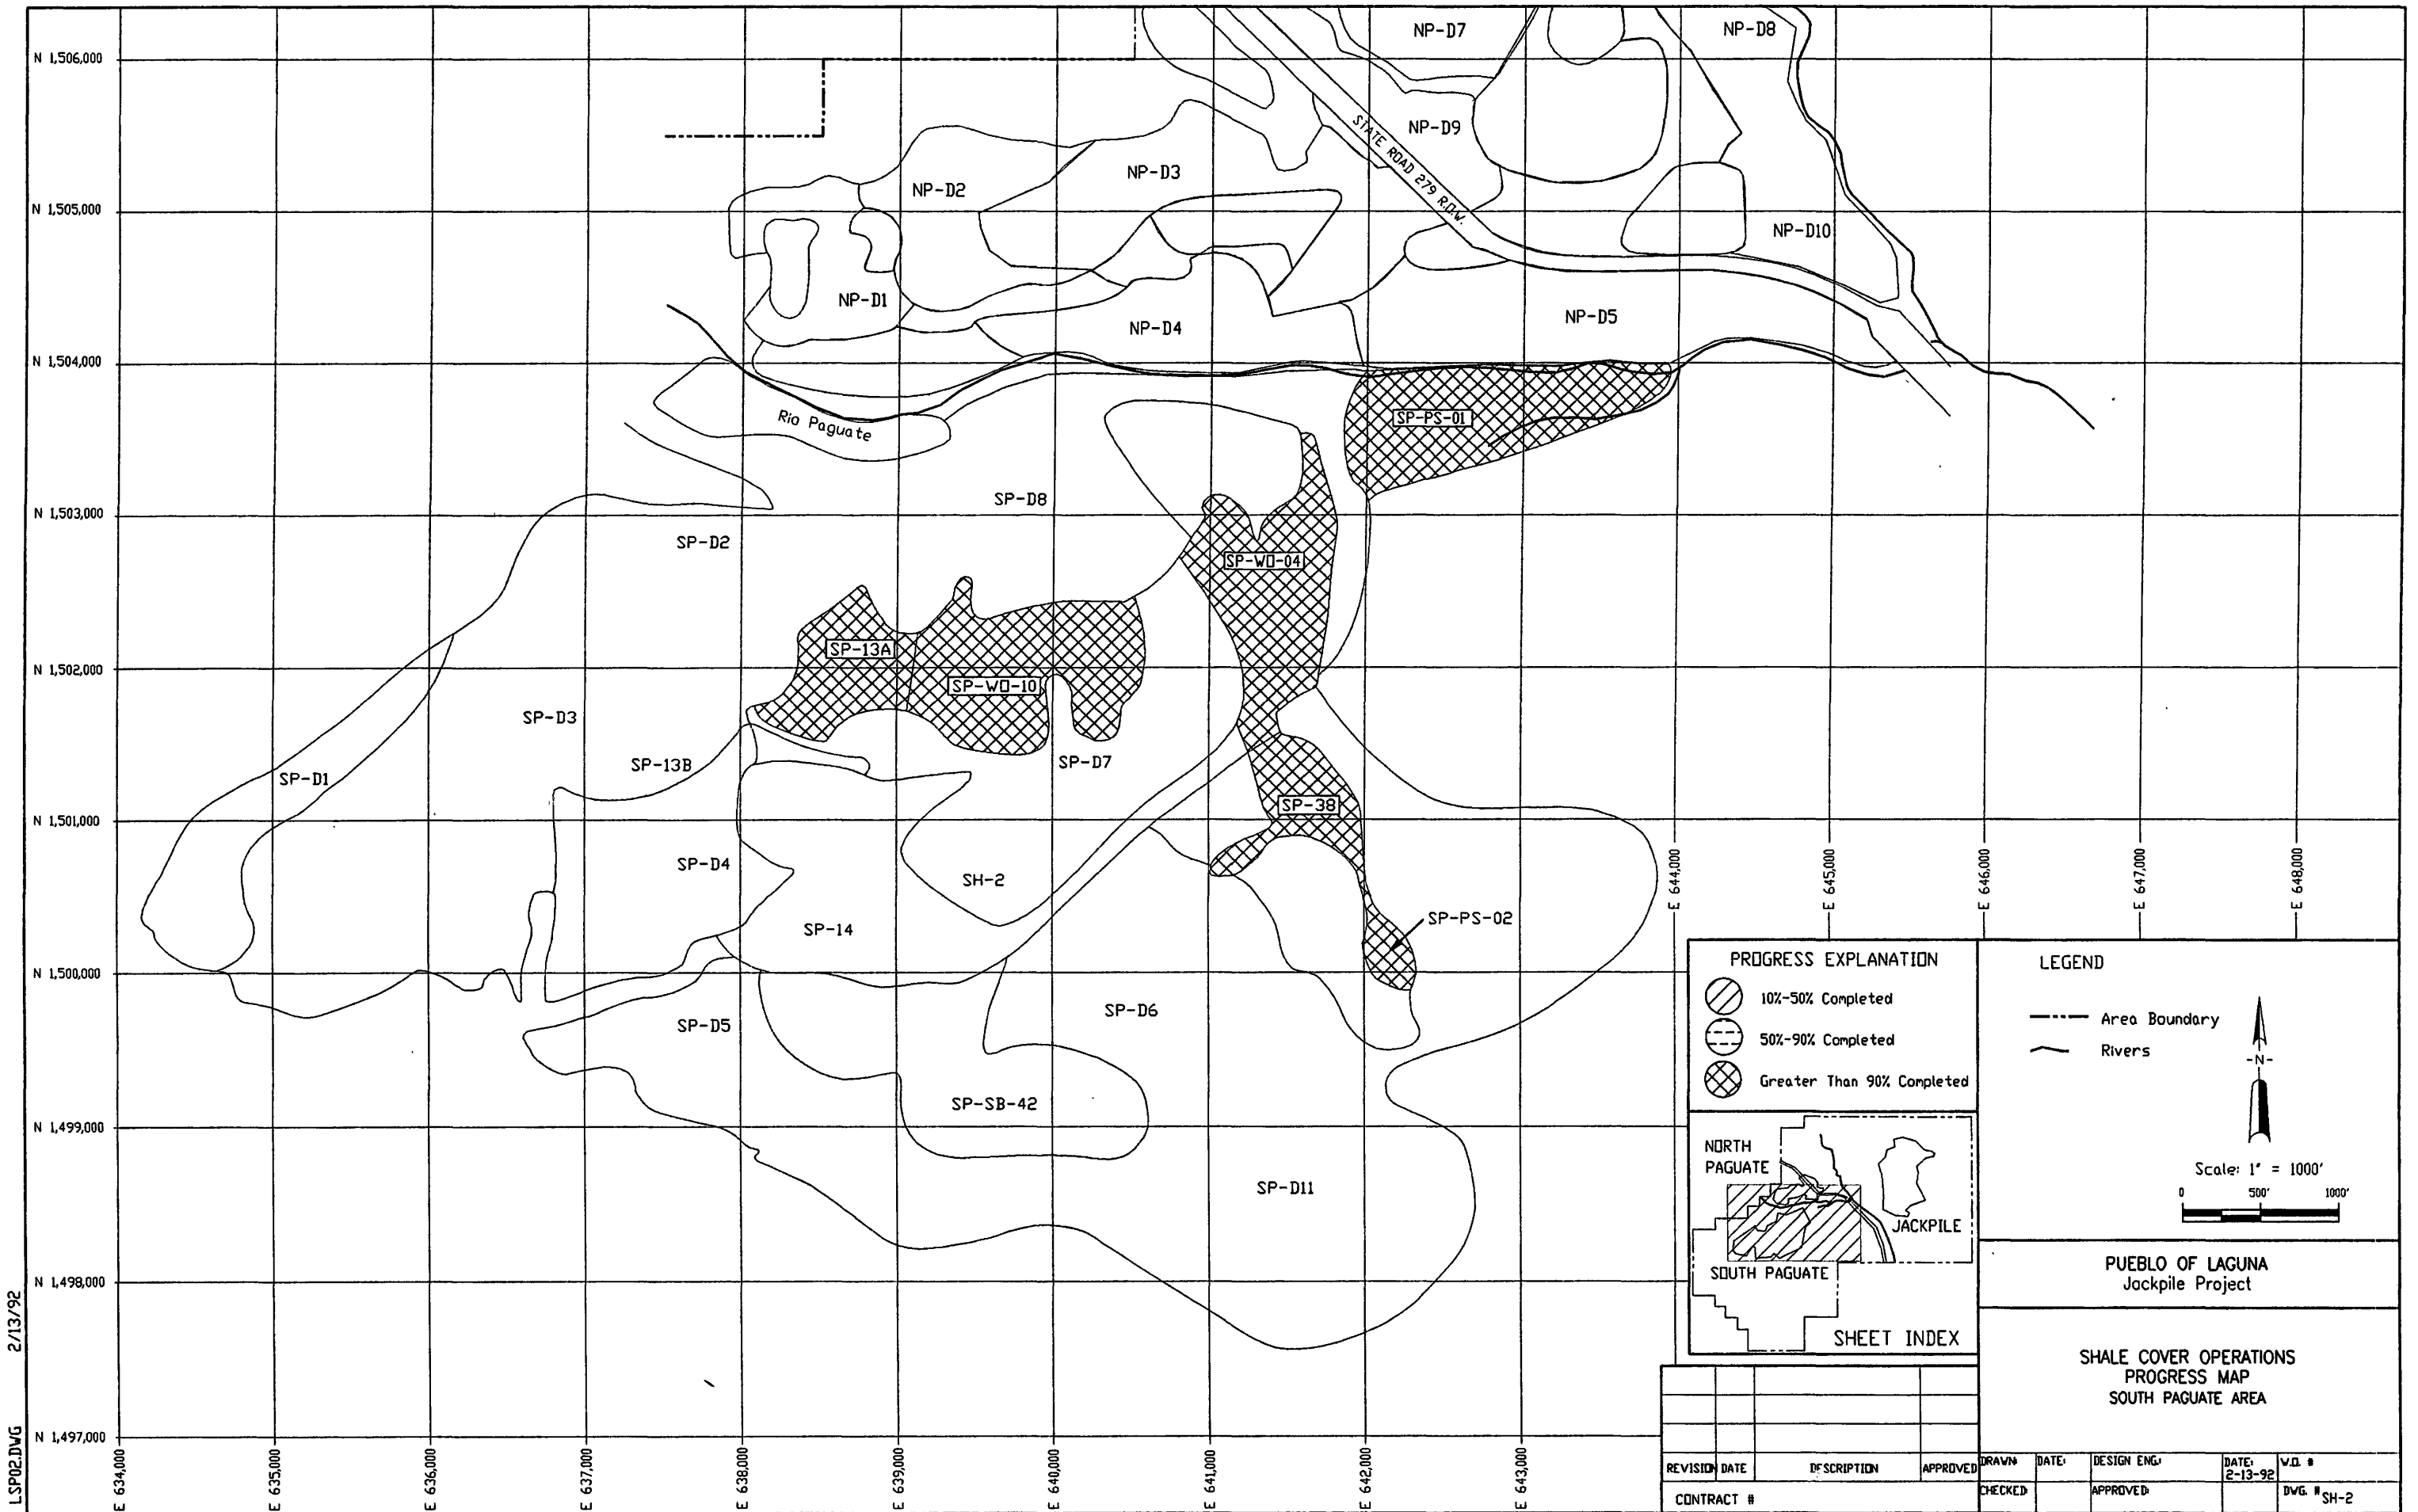 N 1,506,000
N 1,505,000
N 1,504,000
N 1,503,000
N 1,502,000
N 1,501,000
N 1,500,000
N 1,499,000
N 1,498,000
N 1,497,000
NP-D7
NP-D8
NP-D9
STATE ROAD 279 R.O.W.
NP-D3
NP-D2
NP-D10
NP-D1
NP-D4
NP-D5
Rio Paguate
SP-PS-01
SP-D8
SP-D2
SP-WO-04
SP-13A
SP-WO-10
SP-D3
SP-13B
SP-D7
SP-D1
SP-38
SP-D4
SH-2
SP-PS-02
SP-14
SP-D6
SP-D5
SP-SB-42
SP-D11
E 634,000
E 635,000
E 636,000
E 637,000
E 638,000
E 639,000
E 640,000
E 641,000
E 642,000
E 643,000
E 644,000
E 645,000
E 646,000
E 647,000
E 648,000
PROGRESS EXPLANATION
10%-50% Completed
50%-90% Completed
Greater Than 90% Completed
LEGEND
Area Boundary
Rivers
-N-
Scale: 1" = 1000'
0 500' 1000'
NORTH
PAGUATE
JACKPILE
SOUTH PAGUATE
SHEET INDEX
PUEBLO OF LAGUNA
Jackpile Project
SHALE COVER OPERATIONS
PROGRESS MAP
SOUTH PAGUATE AREA
REVISION DATE DESCRIPTION APPROVED
CONTRACT #
DRAWN: DATE: DESIGN ENG.: DATE: W.O. #
2-13-92
CHECKED: APPROVED: DWG. # SH-2
LSP02.DWG 2/13/92